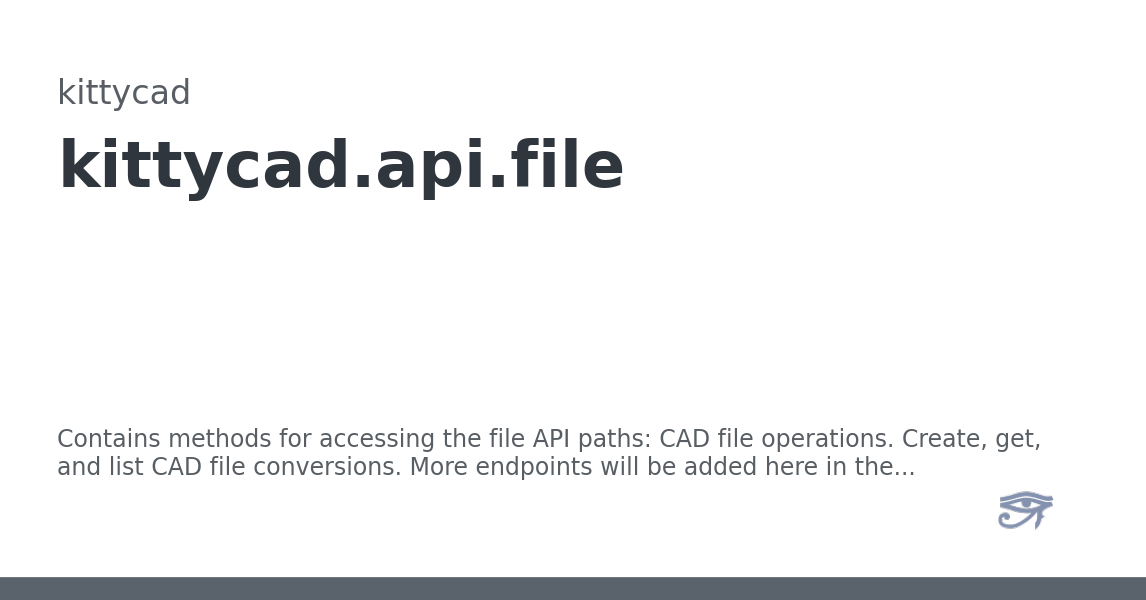 kittycad
kittycad.api.file
Contains methods for accessing the file API paths: CAD file operations. Create, get,
and list CAD file conversions. More endpoints will be added here in the...